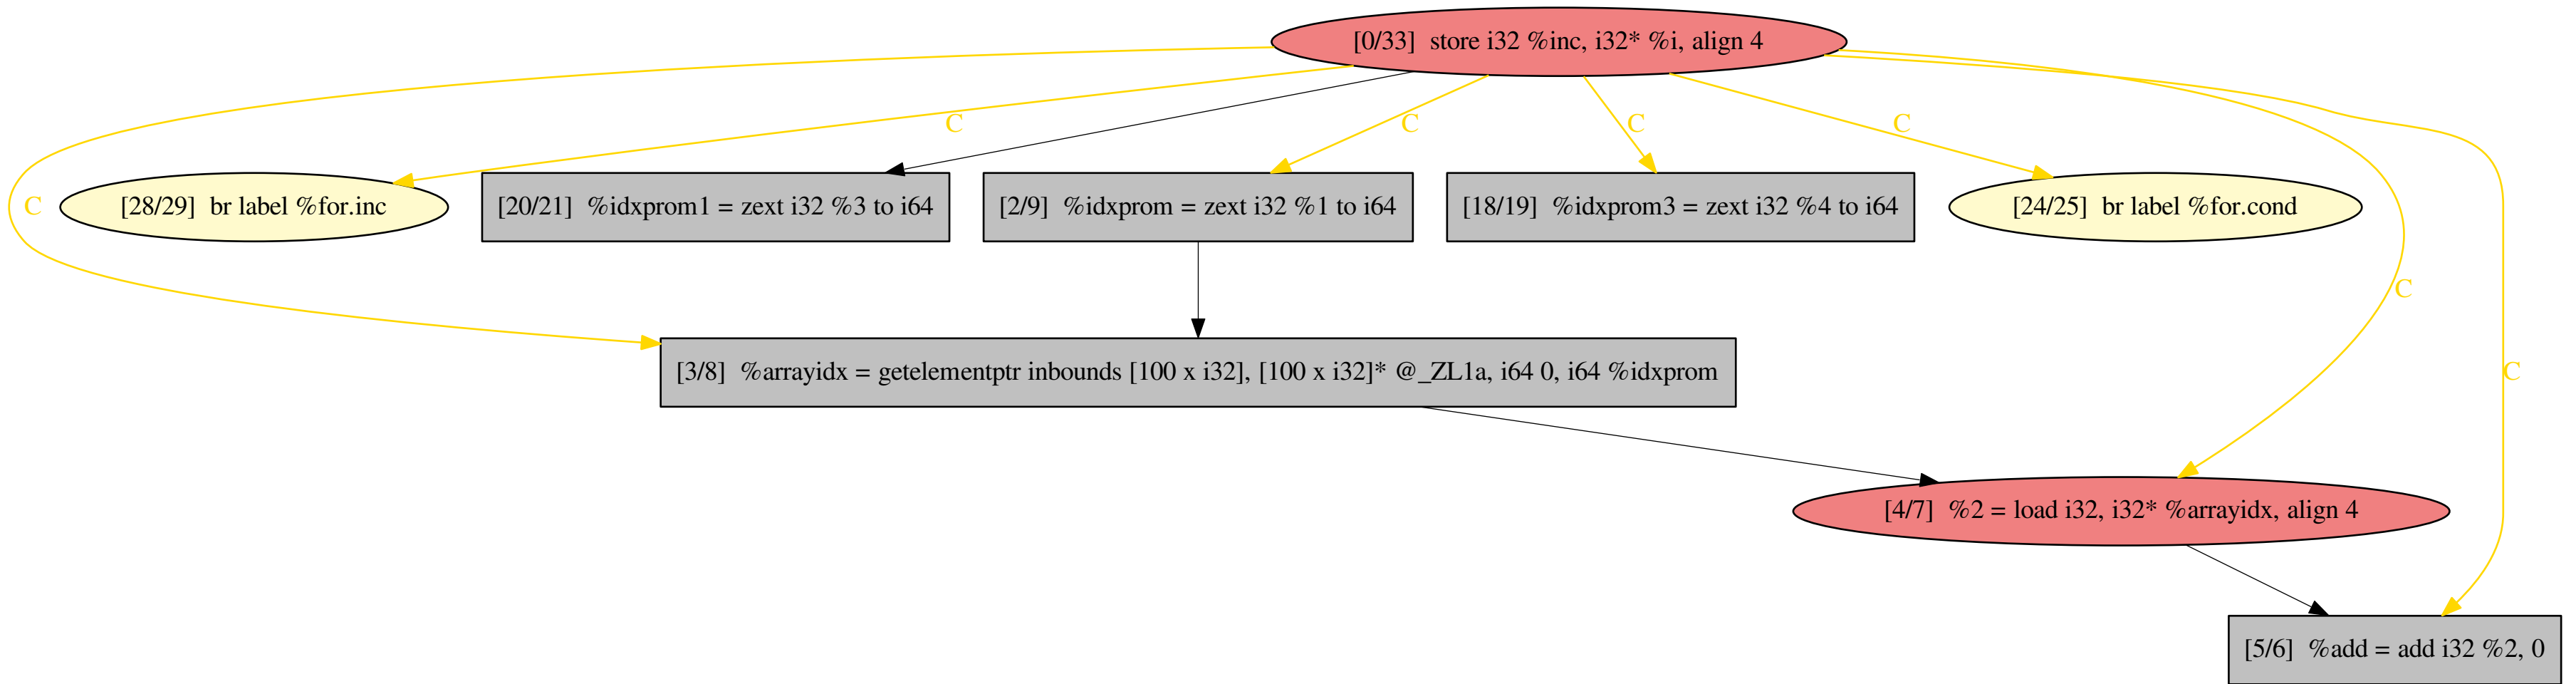 [0/33] store i32 %inc, i32* %i, align 4
C
C
C
C
C
[28/29] br label %for.inc
[20/21] %idxprom1 = zext i32 %3 to i64
[2/9] %idxprom = zext i32 %1 to i64
[18/19] %idxprom3 = zext i32 %4 to i64
[24/25] br label %for.cond
C
[3/8] %arrayidx = getelementptr inbounds [100 x i32], [100 x i32]* @_ZL1a, i64 0, i64 %idxprom
C
[4/7] %2 = load i32, i32* %arrayidx, align 4
[5/6] %add = add i32 %2, 0